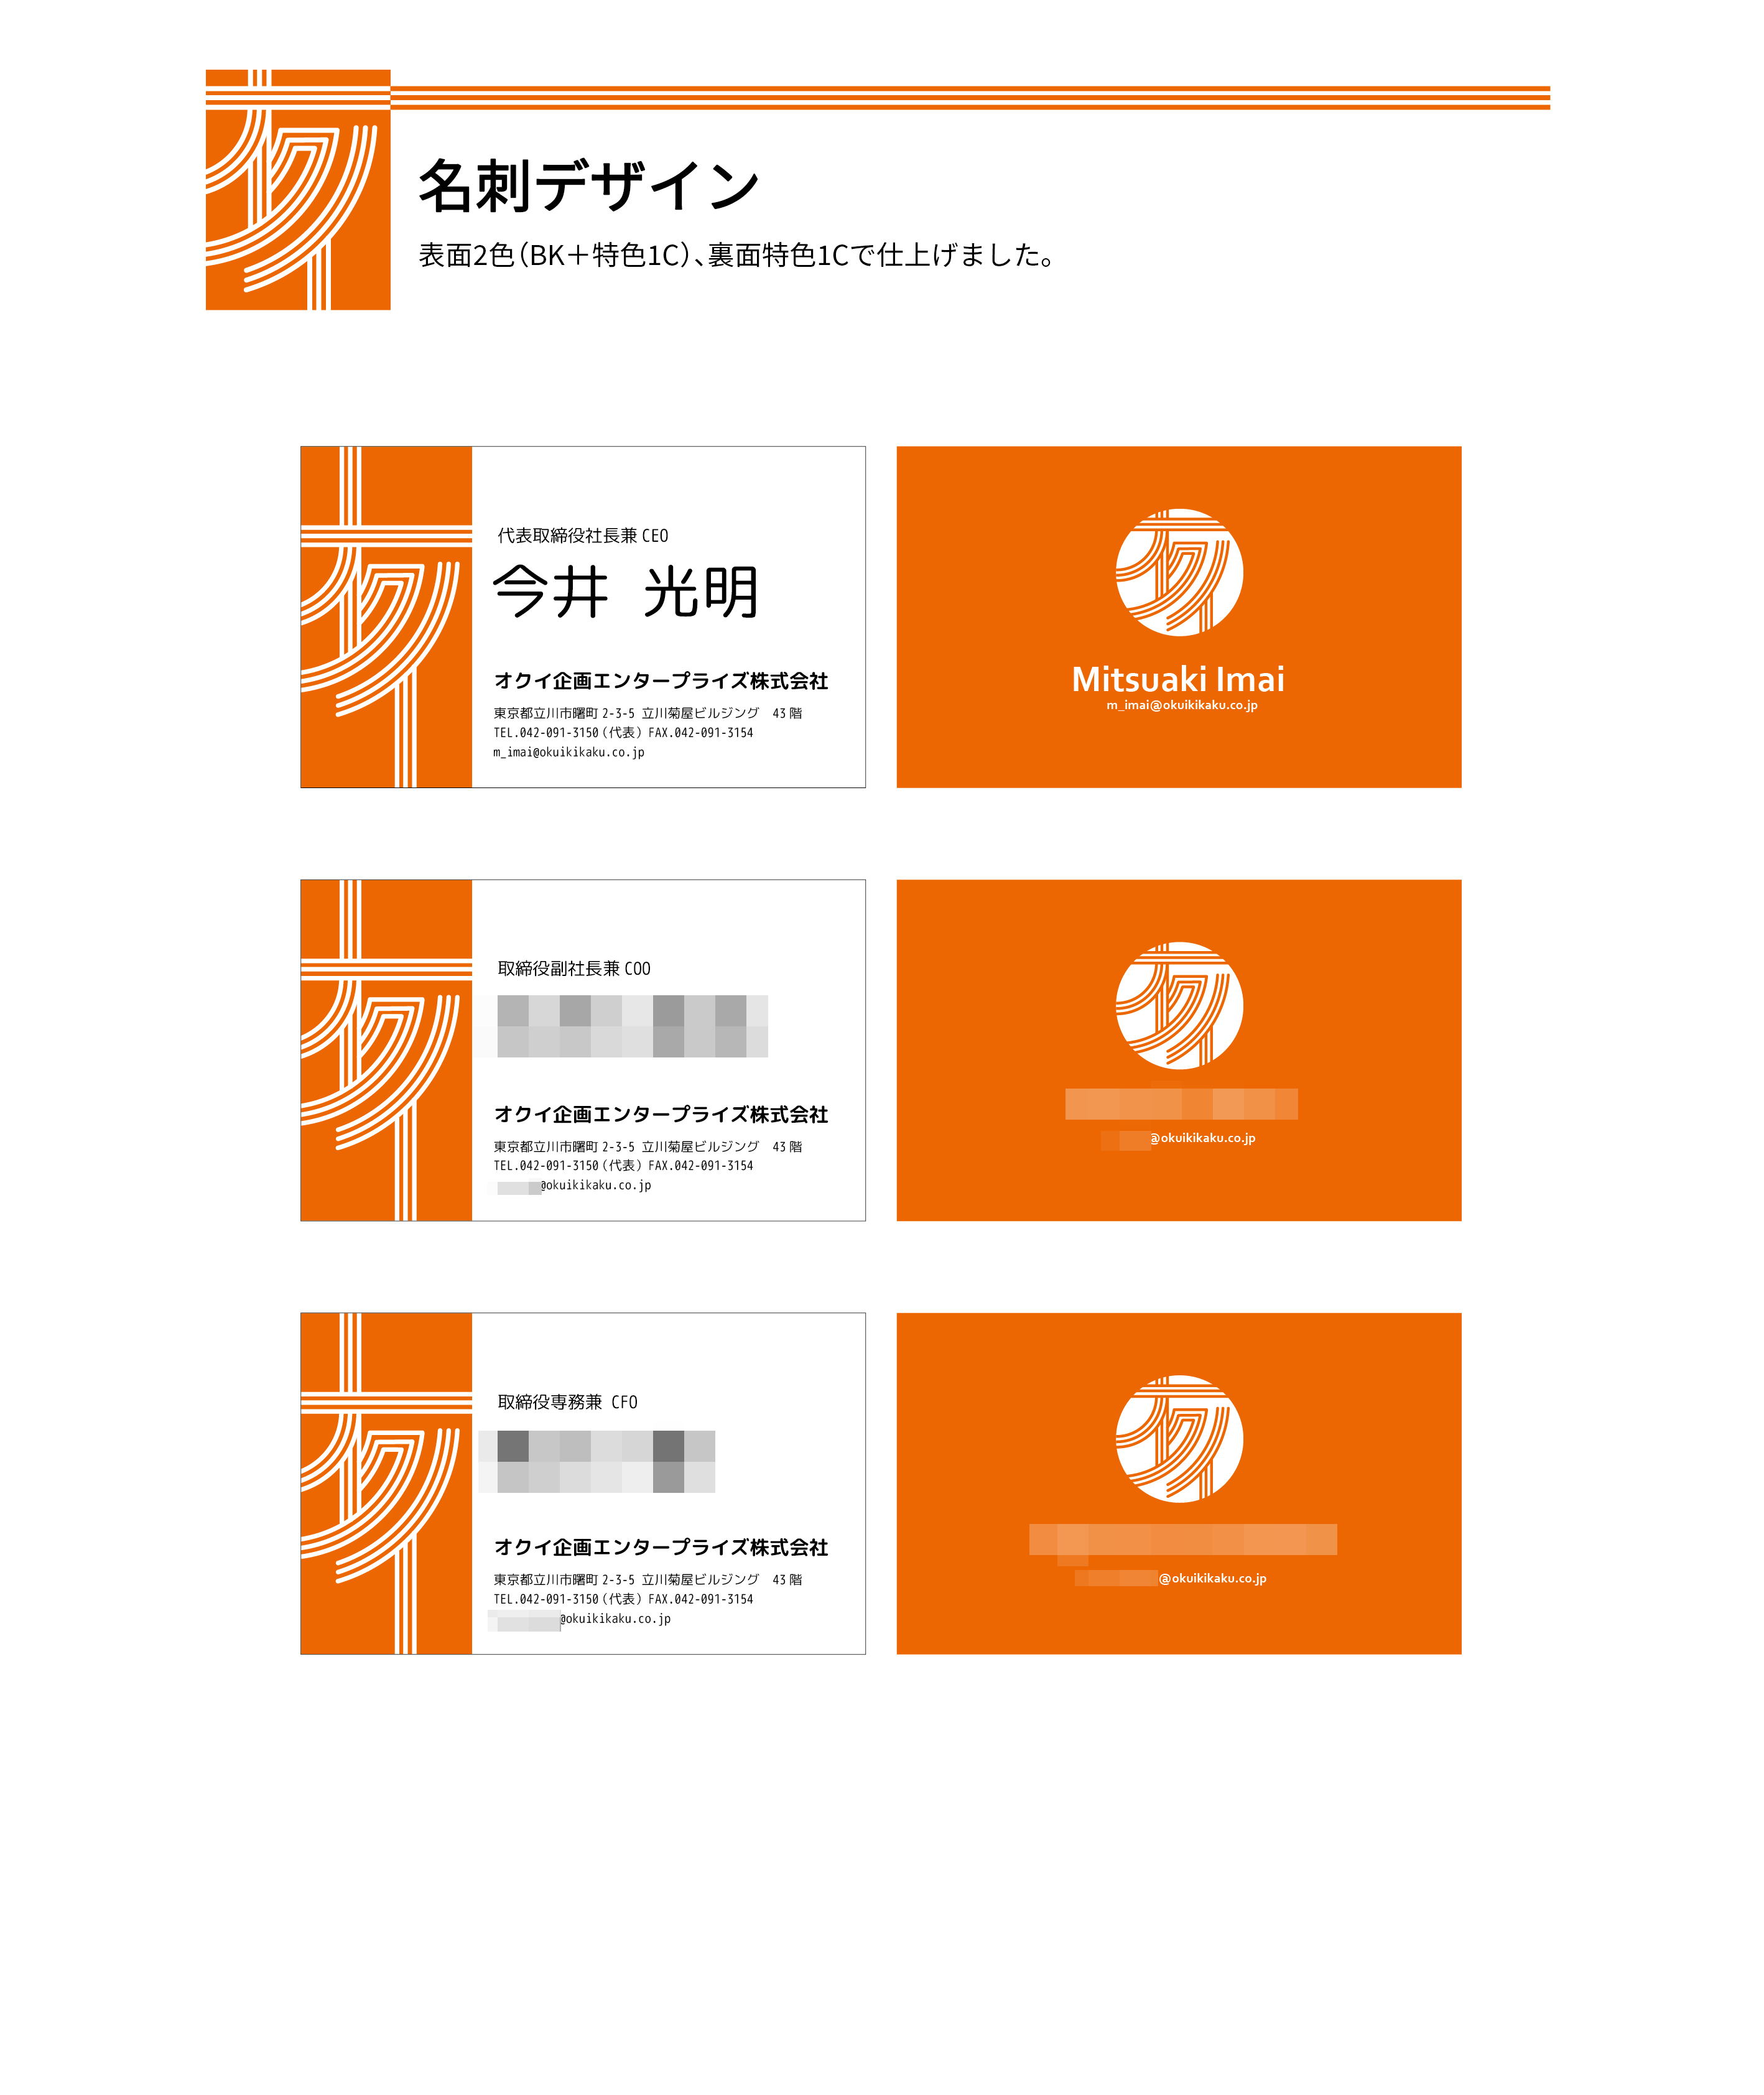 名刺デザイン
表面2色（BK＋特色1C）、裏面特色1Cで仕上げました。
代表取締役社長兼 CEO
今井 光明
オクイ企画エンタープライズ株式会社
東京都立川市曙町 2-3-5 立川菊屋ビルジング　43 階
TEL.042-091-3150（代表）FAX.042-091-3154
m_imai@okuikikaku.co.jp
Mitsuaki Imai
m_imai@okuikikaku.co.jp
取締役副社長兼 COO
オクイ企画エンタープライズ株式会社
東京都立川市曙町 2-3-5 立川菊屋ビルジング　43 階
TEL.042-091-3150（代表）FAX.042-091-3154
@okuikikaku.co.jp
@okuikikaku.co.jp
取締役専務兼 CFO
オクイ企画エンタープライズ株式会社
東京都立川市曙町 2-3-5 立川菊屋ビルジング　43 階
TEL.042-091-3150（代表）FAX.042-091-3154
@okuikikaku.co.jp
@okuikikaku.co.jp